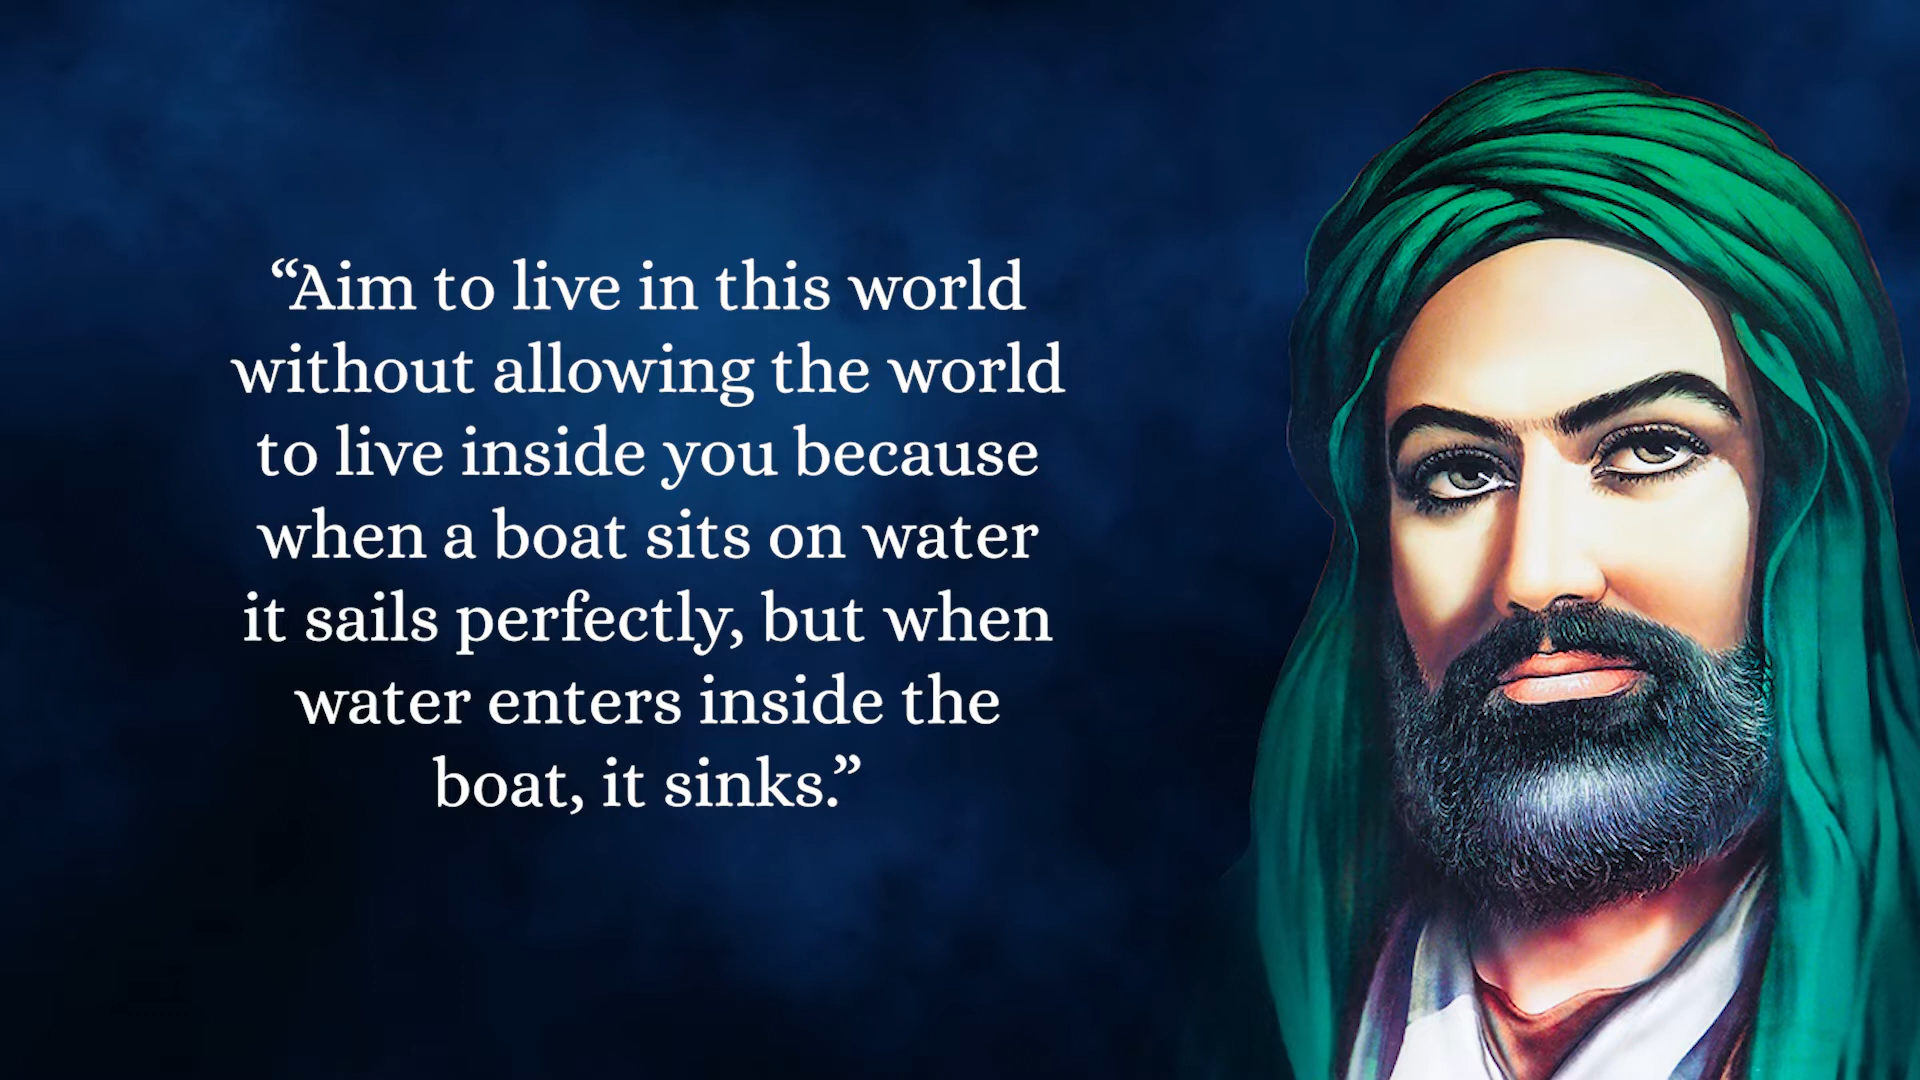 “Aim to live in this world
without allowing the world
to live inside you because
when a boat sits on water
it sails perfectly, but when
water enters inside the
boat, it sinks.”